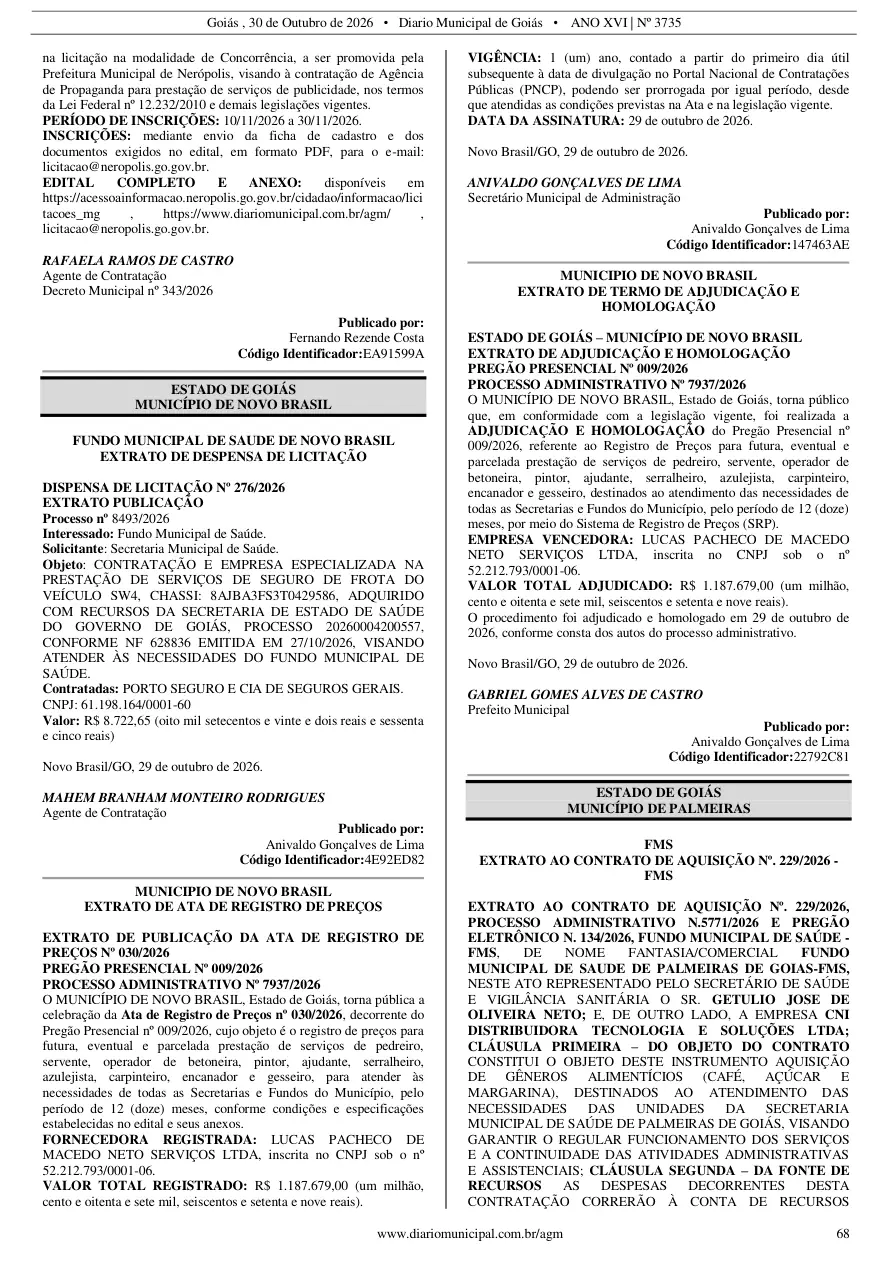 Goiás , 30 de Outubro de 2026 • Diario Municipal de Goiás • ANO XVI | Nº 3735
na licitação na modalidade de Concorrência, a ser promovida pela
Prefeitura Municipal de Nerópolis, visando à contratação de Agência
de Propaganda para prestação de serviços de publicidade, nos termos
da Lei Federal nº 12.232/2010 e demais legislações vigentes.
PERÍODO DE INSCRIÇÕES: 10/11/2026 a 30/11/2026.
INSCRIÇÕES: mediante envio da ficha de cadastro e dos
documentos exigidos no edital, em formato PDF, para o e-mail:
licitacao@neropolis.go.gov.br.
EDITAL COMPLETO E ANEXO: disponíveis em
https://acessoainformacao.neropolis.go.gov.br/cidadao/informacao/lici
tacoes_mg , https://www.diariomunicipal.com.br/agm/ ,
licitacao@neropolis.go.gov.br.
RAFAELA RAMOS DE CASTRO
Agente de Contratação
Decreto Municipal nº 343/2026
Publicado por:
Fernando Rezende Costa
Código Identificador:EA91599A
ESTADO DE GOIÁS
MUNICÍPIO DE NOVO BRASIL
FUNDO MUNICIPAL DE SAUDE DE NOVO BRASIL
EXTRATO DE DESPENSA DE LICITAÇÃO
DISPENSA DE LICITAÇÃO Nº 276/2026
EXTRATO PUBLICAÇÃO
Processo nº 8493/2026
Interessado: Fundo Municipal de Saúde.
Solicitante: Secretaria Municipal de Saúde.
Objeto: CONTRATAÇÃO E EMPRESA ESPECIALIZADA NA
PRESTAÇÃO DE SERVIÇOS DE SEGURO DE FROTA DO
VEÍCULO SW4, CHASSI: 8AJBA3FS3T0429586, ADQUIRIDO
COM RECURSOS DA SECRETARIA DE ESTADO DE SAÚDE
DO GOVERNO DE GOIÁS, PROCESSO 20260004200557,
CONFORME NF 628836 EMITIDA EM 27/10/2026, VISANDO
ATENDER ÀS NECESSIDADES DO FUNDO MUNICIPAL DE
SAÚDE.
Contratadas: PORTO SEGURO E CIA DE SEGUROS GERAIS.
CNPJ: 61.198.164/0001-60
Valor: R$ 8.722,65 (oito mil setecentos e vinte e dois reais e sessenta
e cinco reais)
Novo Brasil/GO, 29 de outubro de 2026.
MAHEM BRANHAM MONTEIRO RODRIGUES
Agente de Contratação
Publicado por:
Anivaldo Gonçalves de Lima
Código Identificador:4E92ED82
MUNICIPIO DE NOVO BRASIL
EXTRATO DE ATA DE REGISTRO DE PREÇOS
EXTRATO DE PUBLICAÇÃO DA ATA DE REGISTRO DE
PREÇOS Nº 030/2026
PREGÃO PRESENCIAL Nº 009/2026
PROCESSO ADMINISTRATIVO Nº 7937/2026
O MUNICÍPIO DE NOVO BRASIL, Estado de Goiás, torna pública a
celebração da Ata de Registro de Preços nº 030/2026, decorrente do
Pregão Presencial nº 009/2026, cujo objeto é o registro de preços para
futura, eventual e parcelada prestação de serviços de pedreiro,
servente, operador de betoneira, pintor, ajudante, serralheiro,
azulejista, carpinteiro, encanador e gesseiro, para atender às
necessidades de todas as Secretarias e Fundos do Município, pelo
período de 12 (doze) meses, conforme condições e especificações
estabelecidas no edital e seus anexos.
FORNECEDORA REGISTRADA: LUCAS PACHECO DE
MACEDO NETO SERVIÇOS LTDA, inscrita no CNPJ sob o nº
52.212.793/0001-06.
VALOR TOTAL REGISTRADO: R$ 1.187.679,00 (um milhão,
cento e oitenta e sete mil, seiscentos e setenta e nove reais).
VIGÊNCIA: 1 (um) ano, contado a partir do primeiro dia útil
subsequente à data de divulgação no Portal Nacional de Contratações
Públicas (PNCP), podendo ser prorrogada por igual período, desde
que atendidas as condições previstas na Ata e na legislação vigente.
DATA DA ASSINATURA: 29 de outubro de 2026.
Novo Brasil/GO, 29 de outubro de 2026.
ANIVALDO GONÇALVES DE LIMA
Secretário Municipal de Administração
Publicado por:
Anivaldo Gonçalves de Lima
Código Identificador:147463AE
MUNICIPIO DE NOVO BRASIL
EXTRATO DE TERMO DE ADJUDICAÇÃO E
HOMOLOGAÇÃO
ESTADO DE GOIÁS – MUNICÍPIO DE NOVO BRASIL
EXTRATO DE ADJUDICAÇÃO E HOMOLOGAÇÃO
PREGÃO PRESENCIAL Nº 009/2026
PROCESSO ADMINISTRATIVO Nº 7937/2026
O MUNICÍPIO DE NOVO BRASIL, Estado de Goiás, torna público
que, em conformidade com a legislação vigente, foi realizada a
ADJUDICAÇÃO E HOMOLOGAÇÃO do Pregão Presencial nº
009/2026, referente ao Registro de Preços para futura, eventual e
parcelada prestação de serviços de pedreiro, servente, operador de
betoneira, pintor, ajudante, serralheiro, azulejista, carpinteiro,
encanador e gesseiro, destinados ao atendimento das necessidades de
todas as Secretarias e Fundos do Município, pelo período de 12 (doze)
meses, por meio do Sistema de Registro de Preços (SRP).
EMPRESA VENCEDORA: LUCAS PACHECO DE MACEDO
NETO SERVIÇOS LTDA, inscrita no CNPJ sob o nº
52.212.793/0001-06.
VALOR TOTAL ADJUDICADO: R$ 1.187.679,00 (um milhão,
cento e oitenta e sete mil, seiscentos e setenta e nove reais).
O procedimento foi adjudicado e homologado em 29 de outubro de
2026, conforme consta dos autos do processo administrativo.
Novo Brasil/GO, 29 de outubro de 2026.
GABRIEL GOMES ALVES DE CASTRO
Prefeito Municipal
Publicado por:
Anivaldo Gonçalves de Lima
Código Identificador:22792C81
ESTADO DE GOIÁS
MUNICÍPIO DE PALMEIRAS
FMS
EXTRATO AO CONTRATO DE AQUISIÇÃO Nº. 229/2026 -
FMS
EXTRATO AO CONTRATO DE AQUISIÇÃO Nº. 229/2026,
PROCESSO ADMINISTRATIVO N.5771/2026 E PREGÃO
ELETRÔNICO N. 134/2026, FUNDO MUNICIPAL DE SAÚDE -
FMS, DE NOME FANTASIA/COMERCIAL FUNDO
MUNICIPAL DE SAUDE DE PALMEIRAS DE GOIAS-FMS,
NESTE ATO REPRESENTADO PELO SECRETÁRIO DE SAÚDE
E VIGILÂNCIA SANITÁRIA O SR. GETULIO JOSE DE
OLIVEIRA NETO; E, DE OUTRO LADO, A EMPRESA CNI
DISTRIBUIDORA TECNOLOGIA E SOLUÇÕES LTDA;
CLÁUSULA PRIMEIRA – DO OBJETO DO CONTRATO
CONSTITUI O OBJETO DESTE INSTRUMENTO AQUISIÇÃO
DE GÊNEROS ALIMENTÍCIOS (CAFÉ, AÇÚCAR E
MARGARINA), DESTINADOS AO ATENDIMENTO DAS
NECESSIDADES DAS UNIDADES DA SECRETARIA
MUNICIPAL DE SAÚDE DE PALMEIRAS DE GOIÁS, VISANDO
GARANTIR O REGULAR FUNCIONAMENTO DOS SERVIÇOS
E A CONTINUIDADE DAS ATIVIDADES ADMINISTRATIVAS
E ASSISTENCIAIS; CLÁUSULA SEGUNDA – DA FONTE DE
RECURSOS AS DESPESAS DECORRENTES DESTA
CONTRATAÇÃO CORRERÃO À CONTA DE RECURSOS
www.diariomunicipal.com.br/agm 68